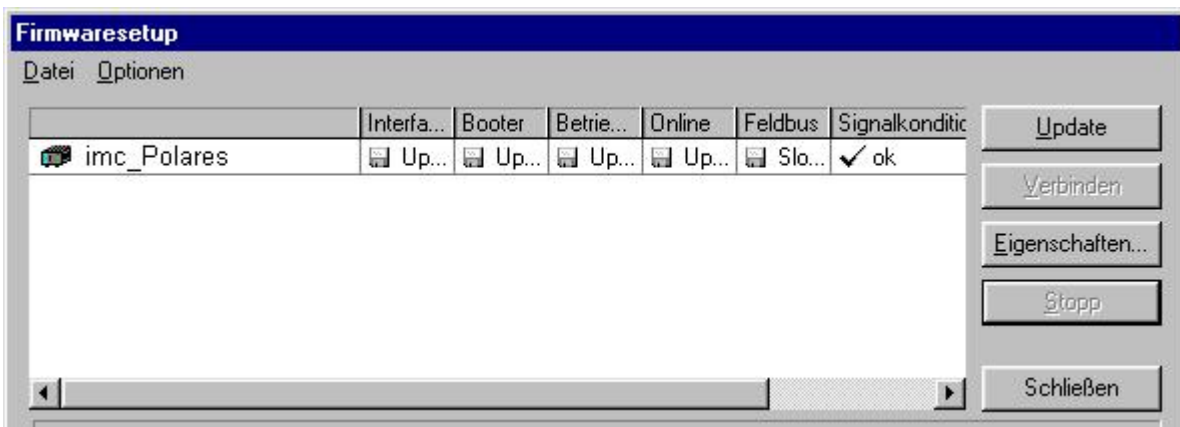 Firmwaresetup
Datei Optionen
Interfa... Booter Betrie... Online Feldbus Signalkonditic
imc_Polares Up... Up... Up... Up... Slo... ok
Update
Verbinden
Eigenschaften...
Stopp
Schließen